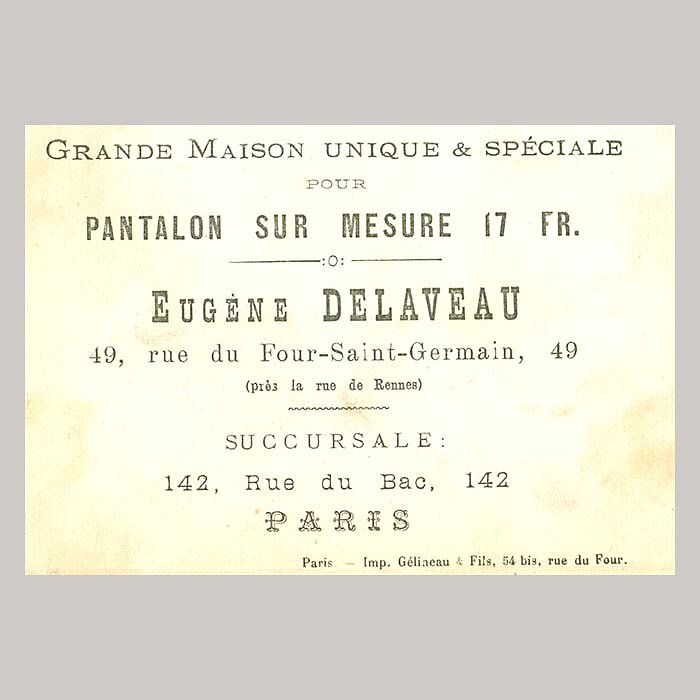 GRANDE MAISON UNIQUE & SPÉCIALE
POUR
PANTALON SUR MESURE 17 FR.
:O:
EUGÈNE DELAVEAU
49, rue du Four-Saint-Germain, 49
(près la rue de Rennes)
SUCCURSALE:
142, Rue du Bac, 142
PARIS
Paris. — Imp. Gélineau & Fils, 54 bis, rue du Four.